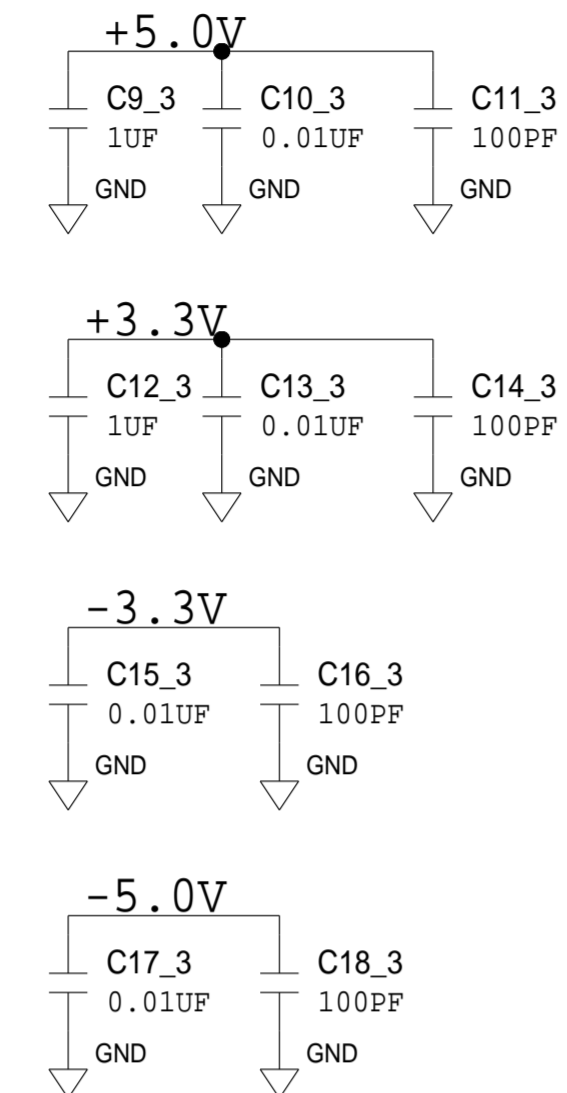 +5.0V
C9_3 C10_3 C11_3
1UF 0.01UF 100PF
GND GND GND
+3.3V
C12_3 C13_3 C14_3
1UF 0.01UF 100PF
GND GND GND
-3.3V
C15_3 C16_3
0.01UF 100PF
GND GND
-5.0V
C17_3 C18_3
0.01UF 100PF
GND GND